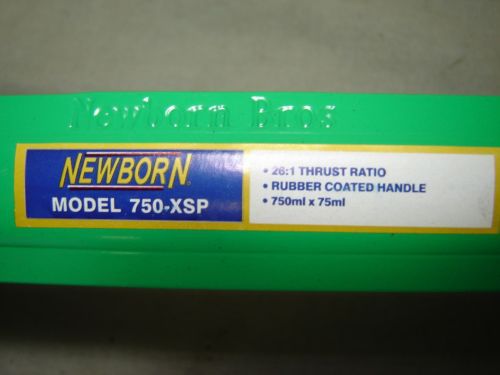 Newborn Bros
NEWBORN®
MODEL 750-XSP
• 26:1 THRUST RATIO
• RUBBER COATED HANDLE
• 750ml x 75ml